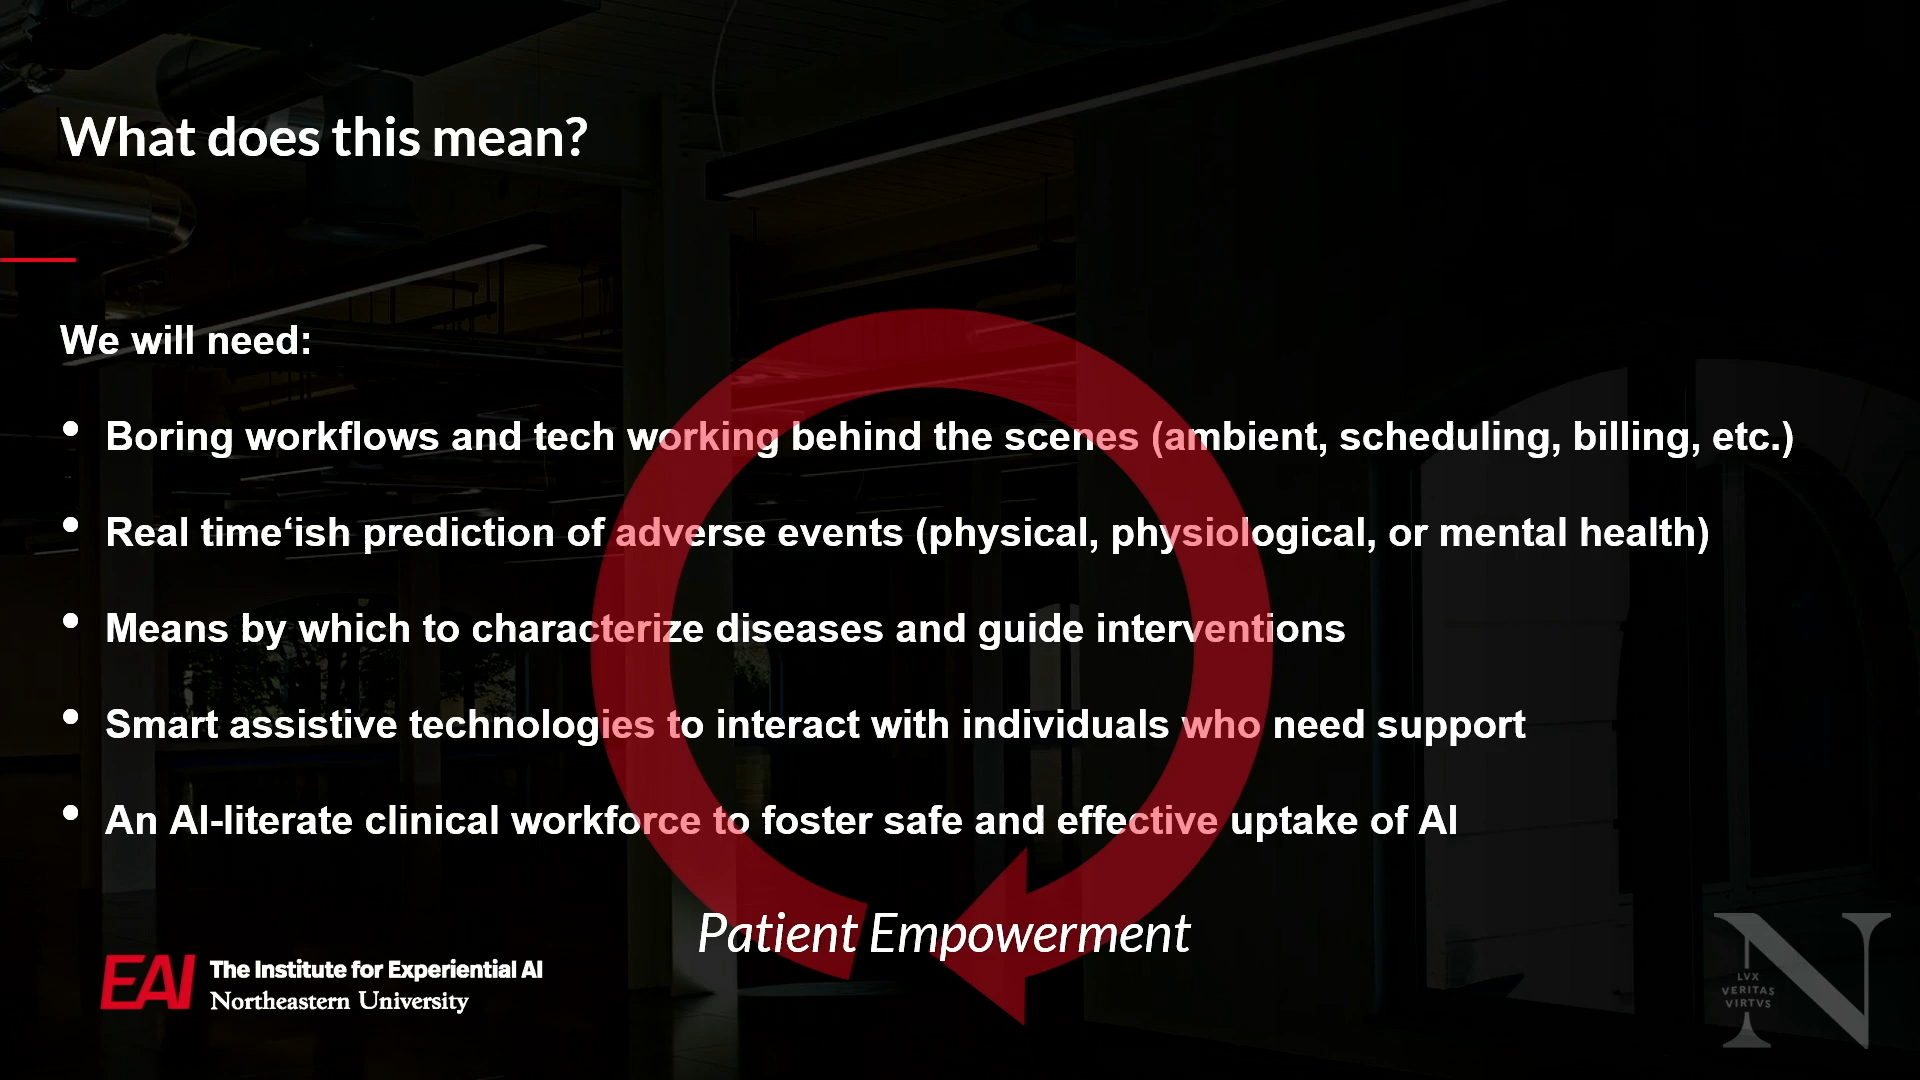 What does this mean?
We will need:
• Boring workflows and tech working behind the scenes (ambient, scheduling, billing, etc.)
• Real time‘ish prediction of adverse events (physical, physiological, or mental health)
• Means by which to characterize diseases and guide interventions
• Smart assistive technologies to interact with individuals who need support
• An AI-literate clinical workforce to foster safe and effective uptake of AI
Patient Empowerment
EAI
The Institute for Experiential AI
Northeastern University
N
LVX
VERITAS
VIRTVS